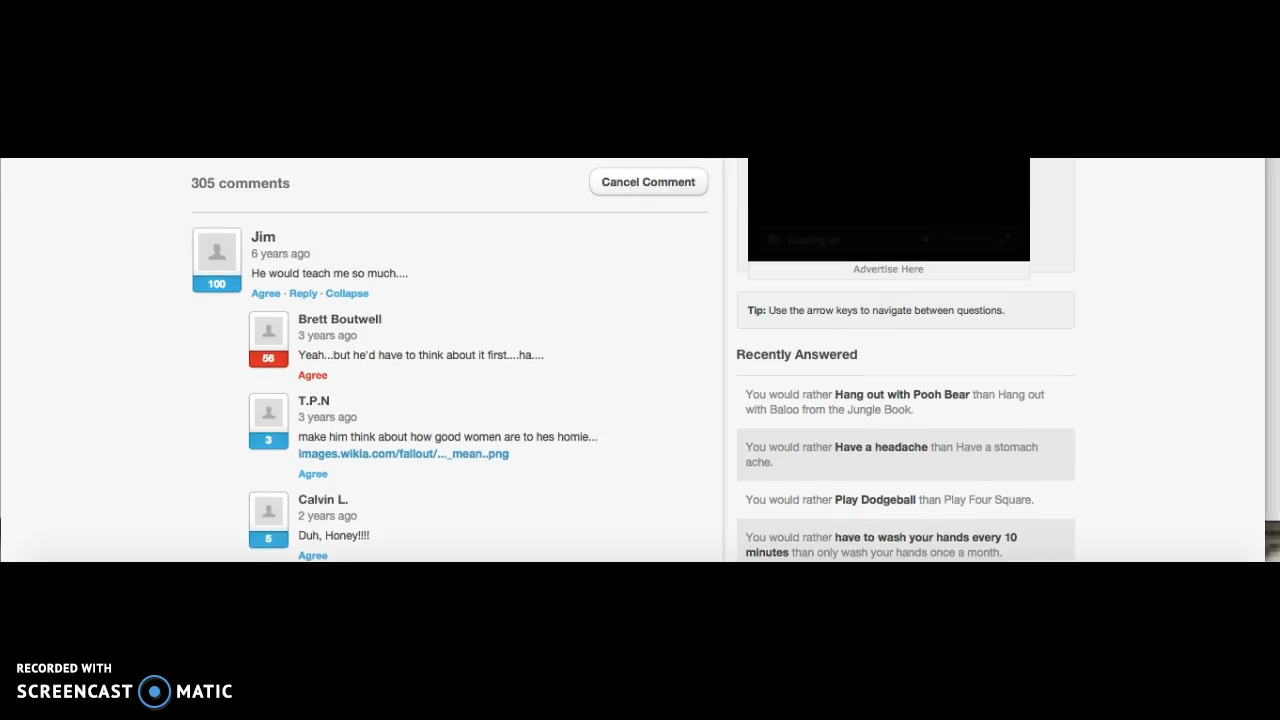 305 comments
Cancel Comment
Jim
6 years ago
He would teach me so much....
100
Agree · Reply · Collapse
Brett Boutwell
3 years ago
Yeah...but he'd have to think about it first....ha....
56
Agree
T.P.N
3 years ago
make him think about how good women are to hes homie...
3
images.wikia.com/fallout/..._mean..png
Agree
Calvin L.
2 years ago
Duh, Honey!!!!
5
Agree
Loading ad
Advertise Here
Tip: Use the arrow keys to navigate between questions.
Recently Answered
You would rather Hang out with Pooh Bear than Hang out
with Baloo from the Jungle Book.
You would rather Have a headache than Have a stomach
ache.
You would rather Play Dodgeball than Play Four Square.
You would rather have to wash your hands every 10
minutes than only wash your hands once a month.
RECORDED WITH
SCREENCAST MATIC